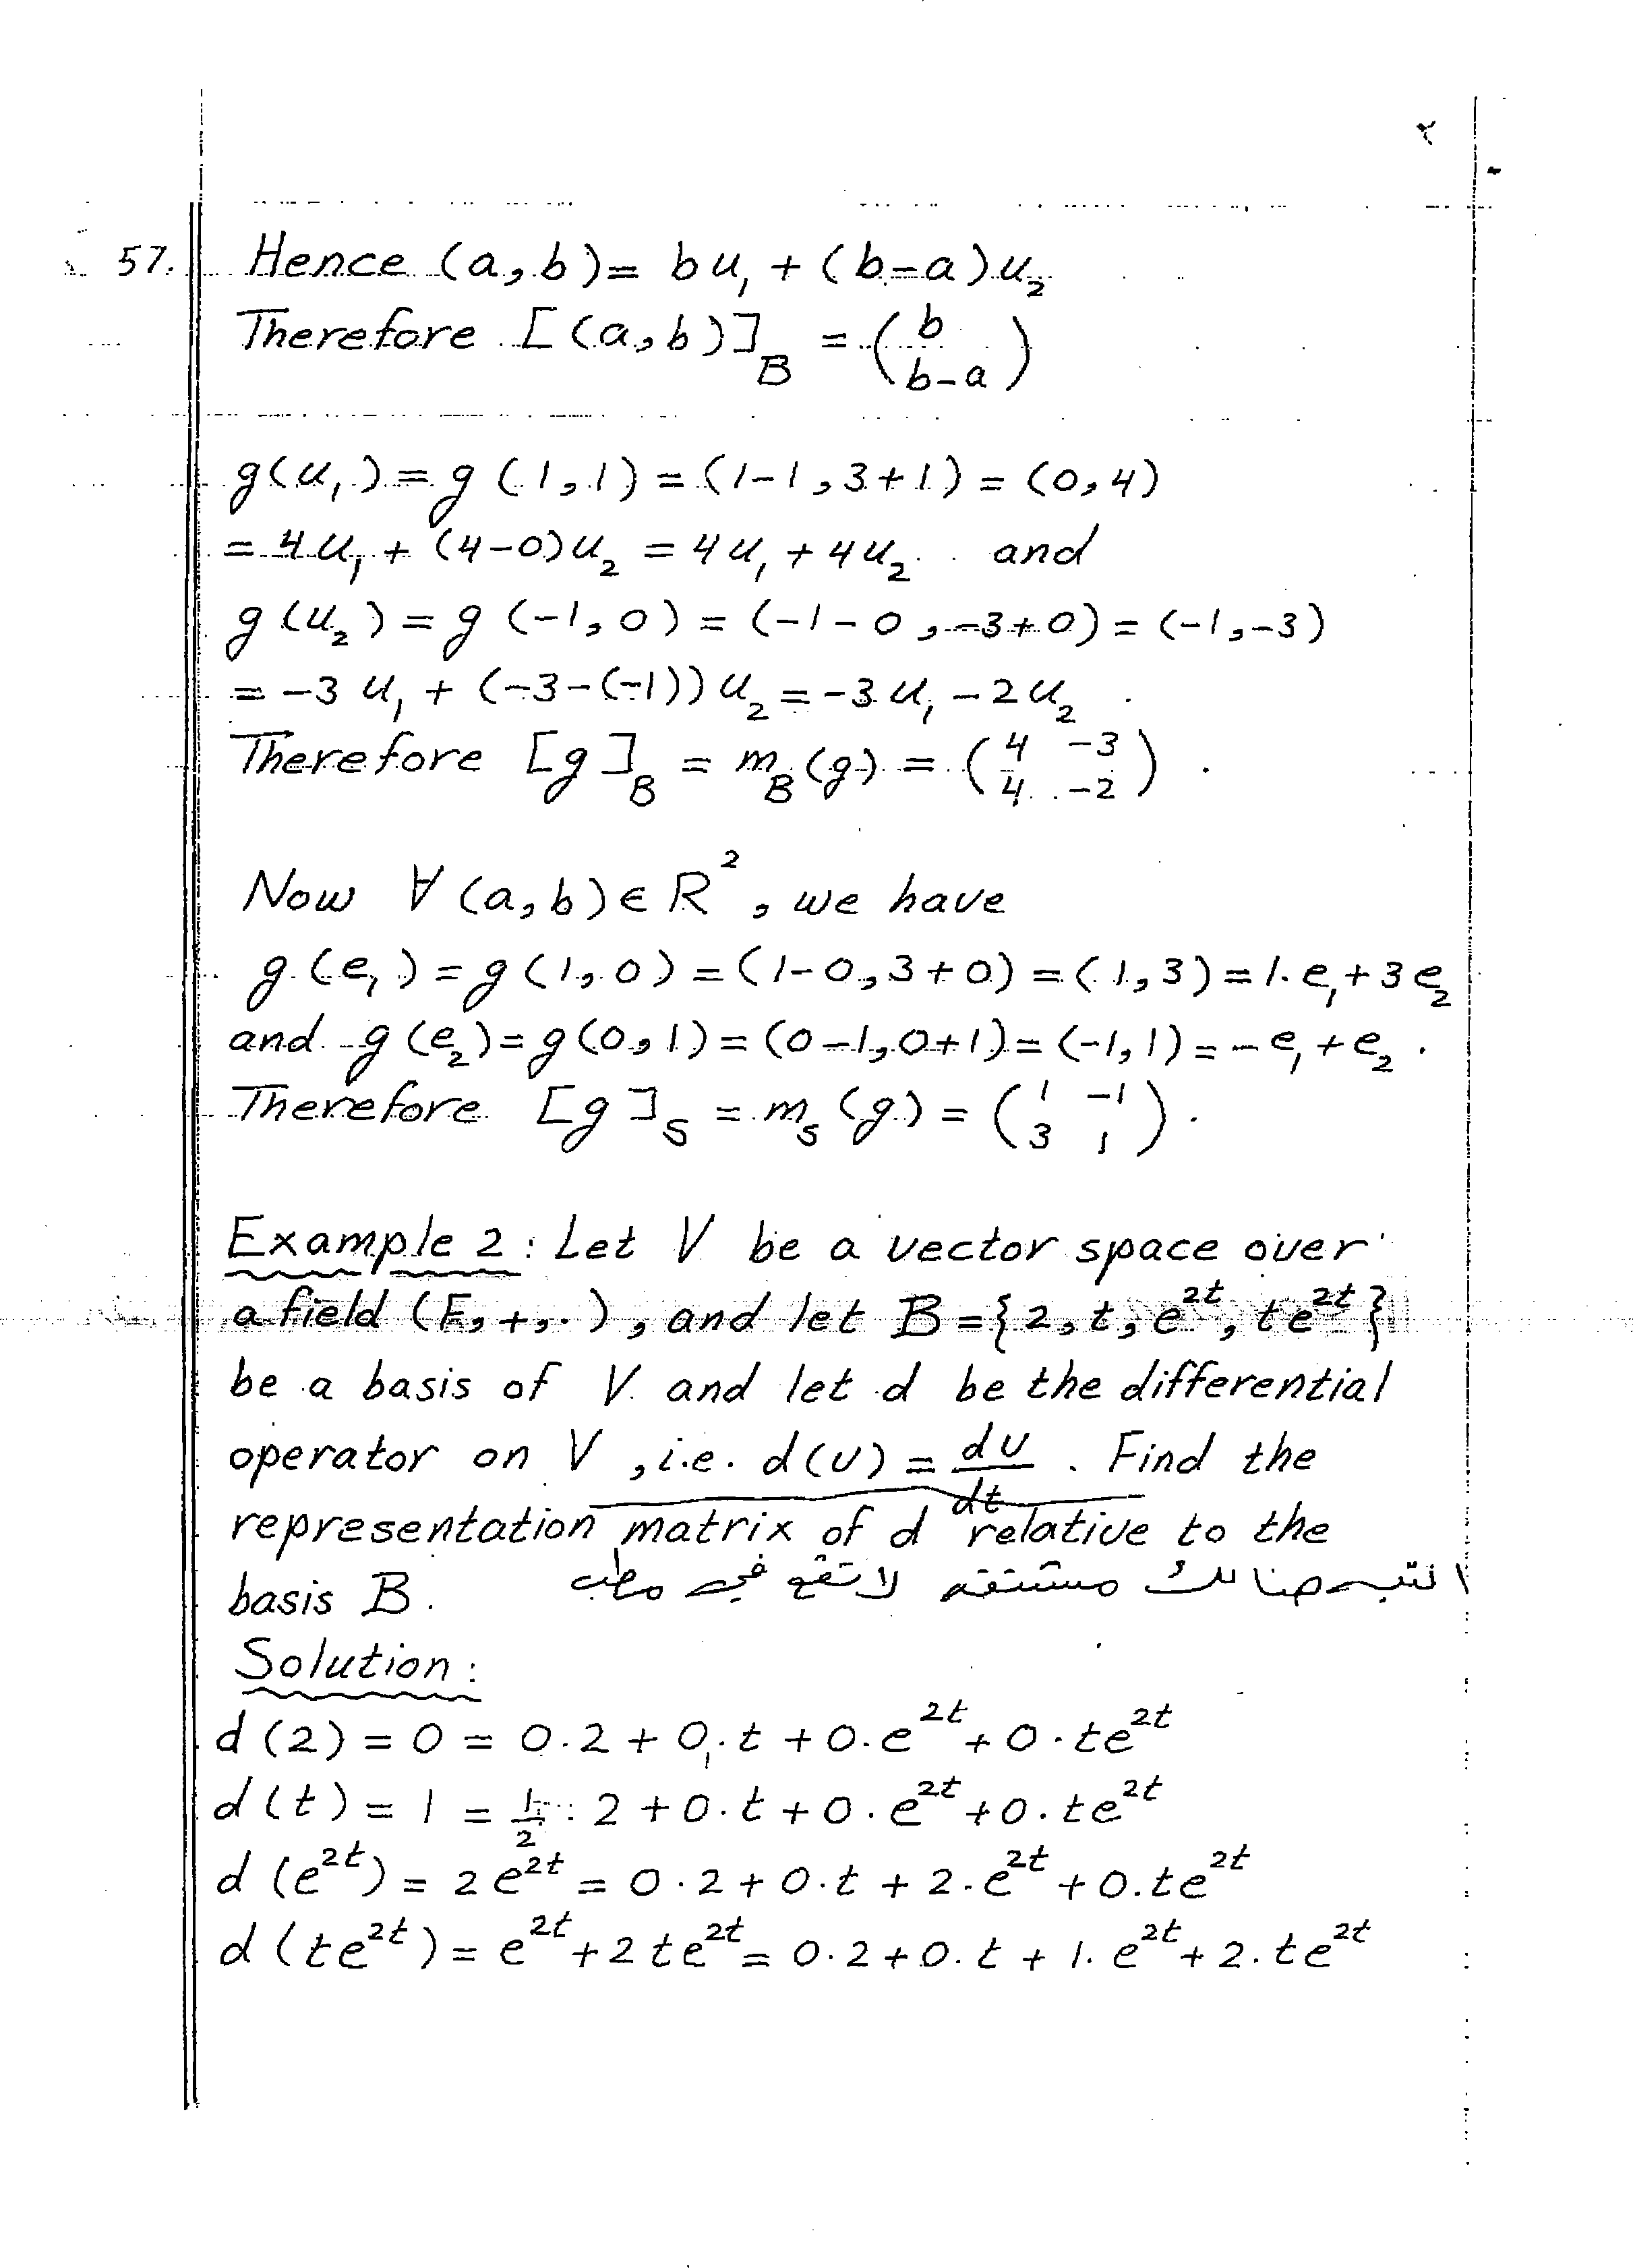 57. Hence (a,b) = bu₁ + (b-a)u₂
Therefore [(a,b)]_B = (b
b-a)
g(u₁) = g(1,1) = (1-1, 3+1) = (0,4)
= 4u₁ + (4-0)u₂ = 4u₁ + 4u₂ and
g(u₂) = g(-1,0) = (-1-0, -3+0) = (-1,-3)
= -3u₁ + (-3-(-1))u₂ = -3u₁ - 2u₂ .
Therefore [g]_B = m_B(g) = (4 -3
4 -2) .
Now ∀ (a,b) ∈ R², we have
g(e₁) = g(1,0) = (1-0, 3+0) = (1,3) = 1.e₁ + 3e₂
and g(e₂) = g(0,1) = (0-1, 0+1) = (-1,1) = -e₁ + e₂ .
Therefore [g]_S = m_S(g) = (1 -1
3 1) .
Example 2: Let V be a vector space over
a field (F,+,.), and let B = {2, t, e^{2t}, te^{2t}}
be a basis of V and let d be the differential
operator on V, i.e. d(v) = dv/dt . Find the
representation matrix of d relative to the
basis B. انتبه هنالك مشتقه لا تقع في مطب
Solution:
d(2) = 0 = 0.2 + 0.t + 0.e^{2t} + 0.te^{2t}
d(t) = 1 = 1/2 . 2 + 0.t + 0.e^{2t} + 0.te^{2t}
d(e^{2t}) = 2e^{2t} = 0.2 + 0.t + 2.e^{2t} + 0.te^{2t}
d(te^{2t}) = e^{2t} + 2te^{2t} = 0.2 + 0.t + 1.e^{2t} + 2.te^{2t}